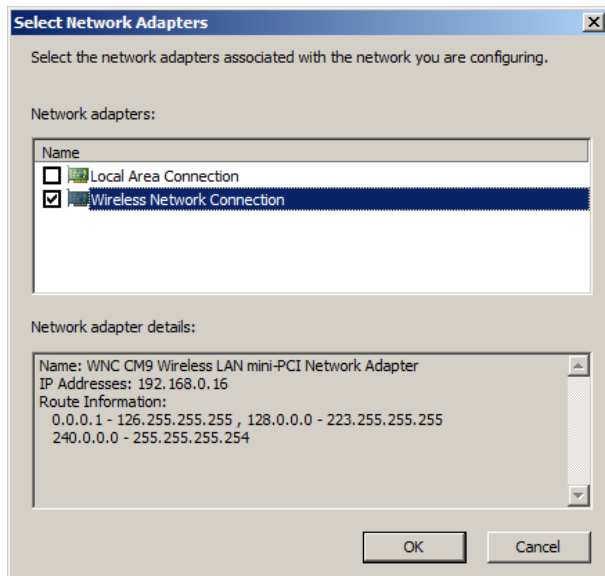 Select Network Adapters
Select the network adapters associated with the network you are configuring.
Network adapters:
Name
Local Area Connection
Wireless Network Connection
Network adapter details:
Name: WNC CM9 Wireless LAN mini-PCI Network Adapter
IP Addresses: 192.168.0.16
Route Information:
0.0.0.1 - 126.255.255.255 , 128.0.0.0 - 223.255.255.255
240.0.0.0 - 255.255.255.254
OK Cancel